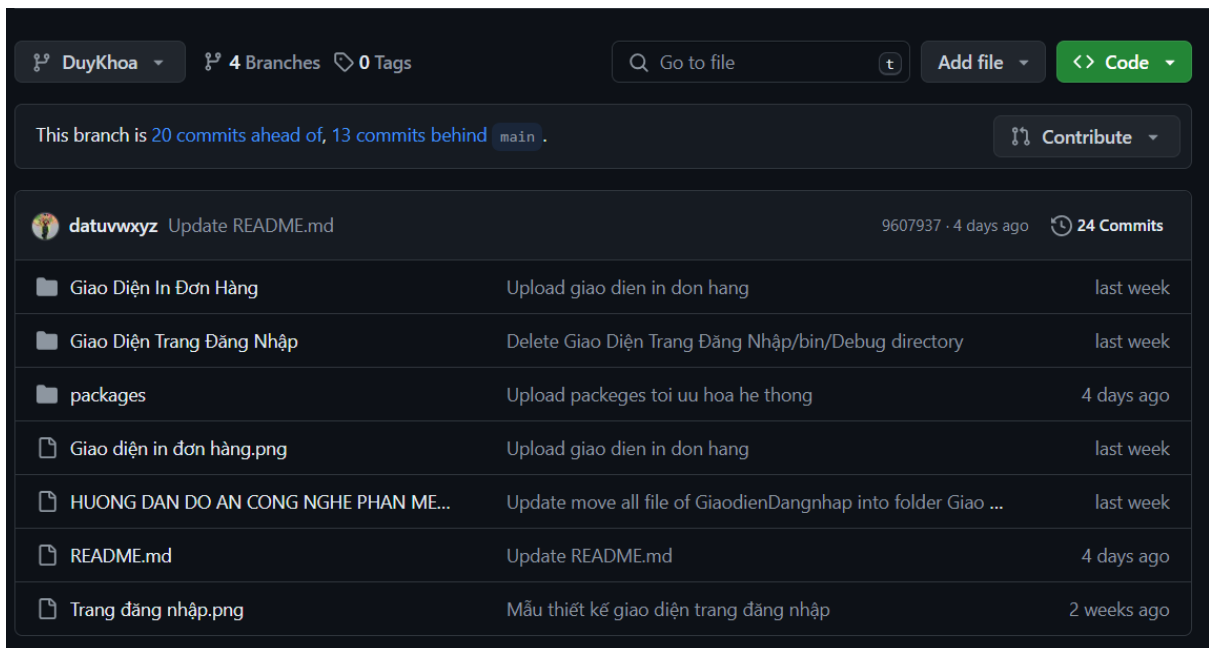 DuyKhoa 4 Branches 0 Tags Go to file t Add file Code
This branch is 20 commits ahead of, 13 commits behind main .
Contribute
datuvwxyz Update README.md 9607937 · 4 days ago 24 Commits
Giao Diện In Đơn Hàng Upload giao dien in don hang last week
Giao Diện Trang Đăng Nhập Delete Giao Diện Trang Đăng Nhập/bin/Debug directory last week
packages Upload packeges toi uu hoa he thong 4 days ago
Giao diện in đơn hàng.png Upload giao dien in don hang last week
HUONG DAN DO AN CONG NGHE PHAN ME... Update move all file of GiaodienDangnhap into folder Giao ... last week
README.md Update README.md 4 days ago
Trang đăng nhập.png Mẫu thiết kế giao diện trang đăng nhập 2 weeks ago